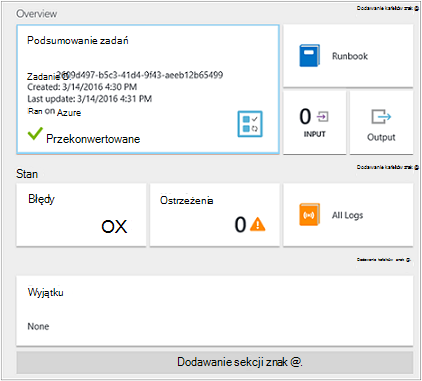 Overview
Dodawanie kafelków znak @
Podsumowanie zadań
Zadanie ID
2f09d497-b5c3-41d4-9f43-aeeb12b65499
Created: 3/14/2016 4:30 PM
Last update: 3/14/2016 4:31 PM
Ran on Azure
Przekonwertowane
Runbook
0
INPUT
Output
Stan
Dodawanie kafelków znak @
Błędy
OX
Ostrzeżenia
0
All Logs
Dodawanie kafelków znak @.
Wyjątku
None
Dodawanie sekcji znak @.